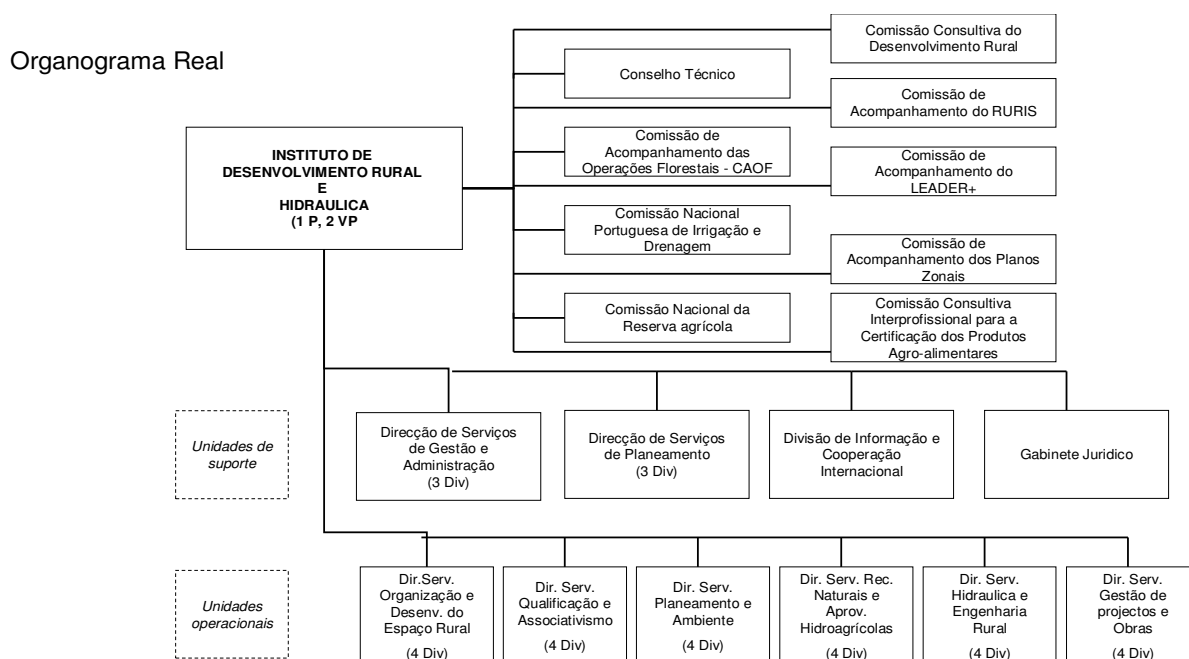 Organograma Real
Comissão Consultiva do
Desenvolvimento Rural
Conselho Técnico
Comissão de
Acompanhamento do RURIS
INSTITUTO DE
DESENVOLVIMENTO RURAL
E
HIDRAULICA
(1 P, 2 VP
Comissão de
Acompanhamento das
Operações Florestais - CAOF
Comissão de
Acompanhamento do
LEADER+
Comissão Nacional
Portuguesa de Irrigação e
Drenagem
Comissão de
Acompanhamento dos Planos
Zonais
Comissão Nacional da
Reserva agrícola
Comissão Consultiva
Interprofissional para a
Certificação dos Produtos
Agro-alimentares
Unidades de
suporte
Direcção de Serviços
de Gestão e
Administração
(3 Div)
Direcção de Serviços
de Planeamento
(3 Div)
Divisão de Informação e
Cooperação
Internacional
Gabinete Juridico
Unidades
operacionais
Dir.Serv.
Organização e
Desenv. do
Espaço Rural
(4 Div)
Dir. Serv.
Qualificação e
Associativismo
(4 Div)
Dir. Serv.
Planeamento e
Ambiente
(4 Div)
Dir. Serv. Rec.
Naturais e
Aprov.
Hidroagrícolas
(4 Div)
Dir. Serv.
Hidraulica e
Engenharia
Rural
(4 Div)
Dir. Serv.
Gestão de
projectos e
Obras
(4 Div)